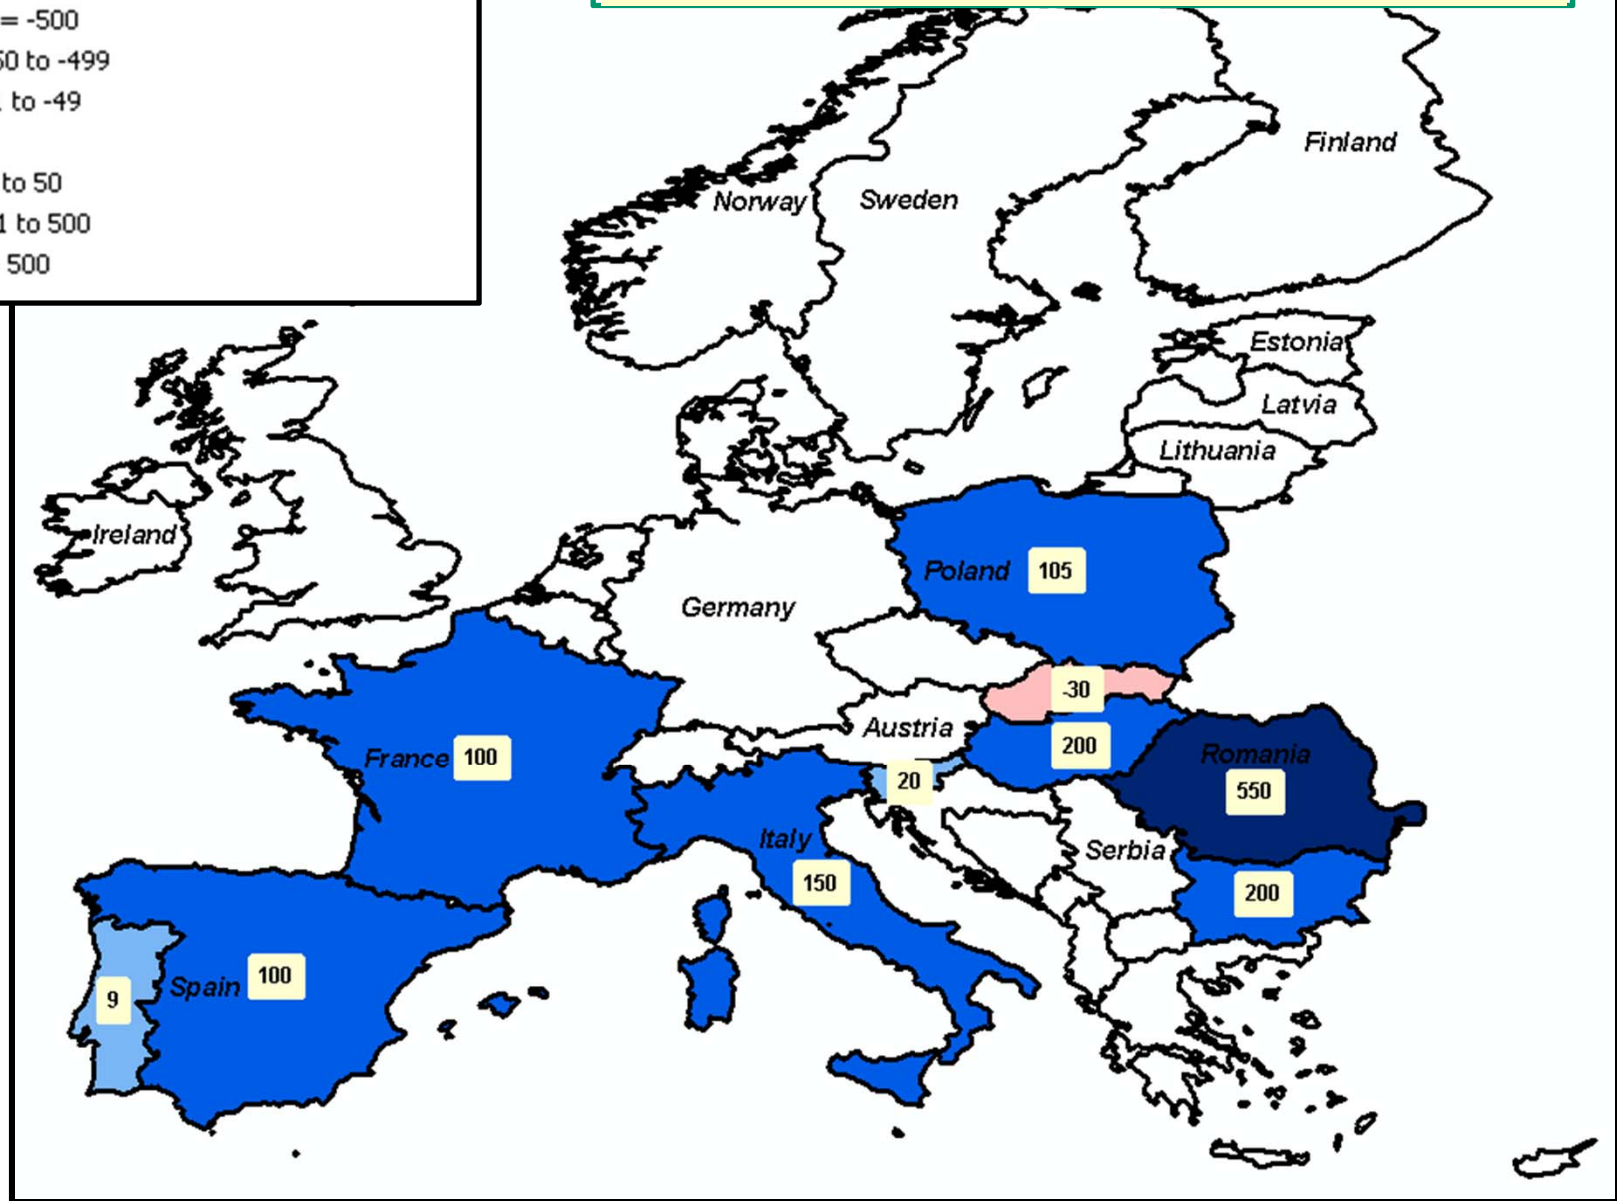 = -500
50 to -499
to -49
to 50
1 to 500
500
Finland
Norway
Sweden
Estonia
Latvia
Lithuania
Ireland
Poland 105
Germany
-30
Austria
200
France 100
Romania
550
20
Italy
150
Serbia
200
Spain 100
9